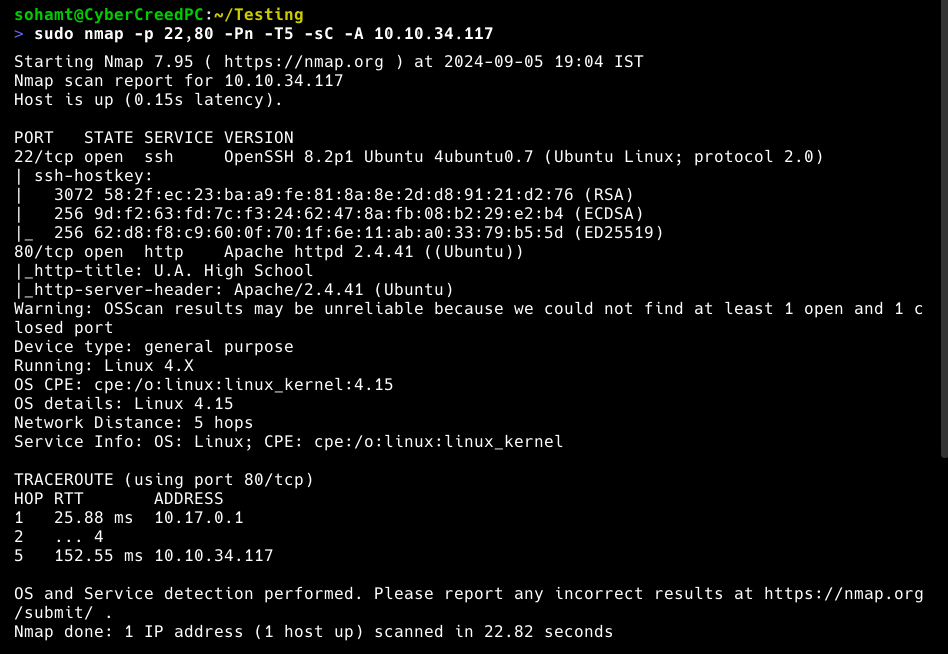 sohamt@CyberCreedPC:~/Testing
> sudo nmap -p 22,80 -Pn -T5 -sC -A 10.10.34.117
Starting Nmap 7.95 ( https://nmap.org ) at 2024-09-05 19:04 IST
Nmap scan report for 10.10.34.117
Host is up (0.15s latency).

PORT   STATE SERVICE VERSION
22/tcp open  ssh     OpenSSH 8.2p1 Ubuntu 4ubuntu0.7 (Ubuntu Linux; protocol 2.0)
| ssh-hostkey:
|   3072 58:2f:ec:23:ba:a9:fe:81:8a:8e:2d:d8:91:21:d2:76 (RSA)
|   256 9d:f2:63:fd:7c:f3:24:62:47:8a:fb:08:b2:29:e2:b4 (ECDSA)
|_  256 62:d8:f8:c9:60:0f:70:1f:6e:11:ab:a0:33:79:b5:5d (ED25519)
80/tcp open  http    Apache httpd 2.4.41 ((Ubuntu))
|_http-title: U.A. High School
|_http-server-header: Apache/2.4.41 (Ubuntu)
Warning: OSScan results may be unreliable because we could not find at least 1 open and 1 c
losed port
Device type: general purpose
Running: Linux 4.X
OS CPE: cpe:/o:linux:linux_kernel:4.15
OS details: Linux 4.15
Network Distance: 5 hops
Service Info: OS: Linux; CPE: cpe:/o:linux:linux_kernel

TRACEROUTE (using port 80/tcp)
HOP RTT       ADDRESS
1   25.88 ms  10.17.0.1
2   ... 4
5   152.55 ms 10.10.34.117

OS and Service detection performed. Please report any incorrect results at https://nmap.org
/submit/ .
Nmap done: 1 IP address (1 host up) scanned in 22.82 seconds